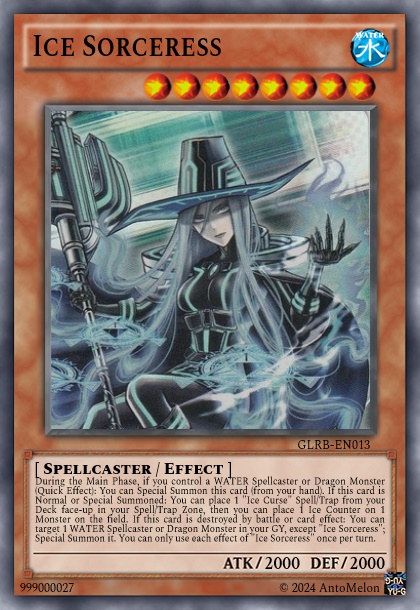 ICE SORCERESS
WATER
水
GLRB-EN013
[ SPELLCASTER / EFFECT ]
During the Main Phase, if you control a WATER Spellcaster or Dragon Monster
(Quick Effect): You can Special Summon this card (from your hand). If this card is
Normal or Special Summoned: You can place 1 "Ice Curse" Spell/Trap from your
Deck face-up in your Spell/Trap Zone, then you can place 1 Ice Counter on 1
Monster on the field. If this card is destroyed by battle or card effect: You can
target 1 WATER Spellcaster or Dragon Monster in your GY, except "Ice Sorceress";
Special Summon it. You can only use each effect of "Ice Sorceress" once per turn.
ATK / 2000 DEF / 2000
999000027
© 2024 AntoMelon